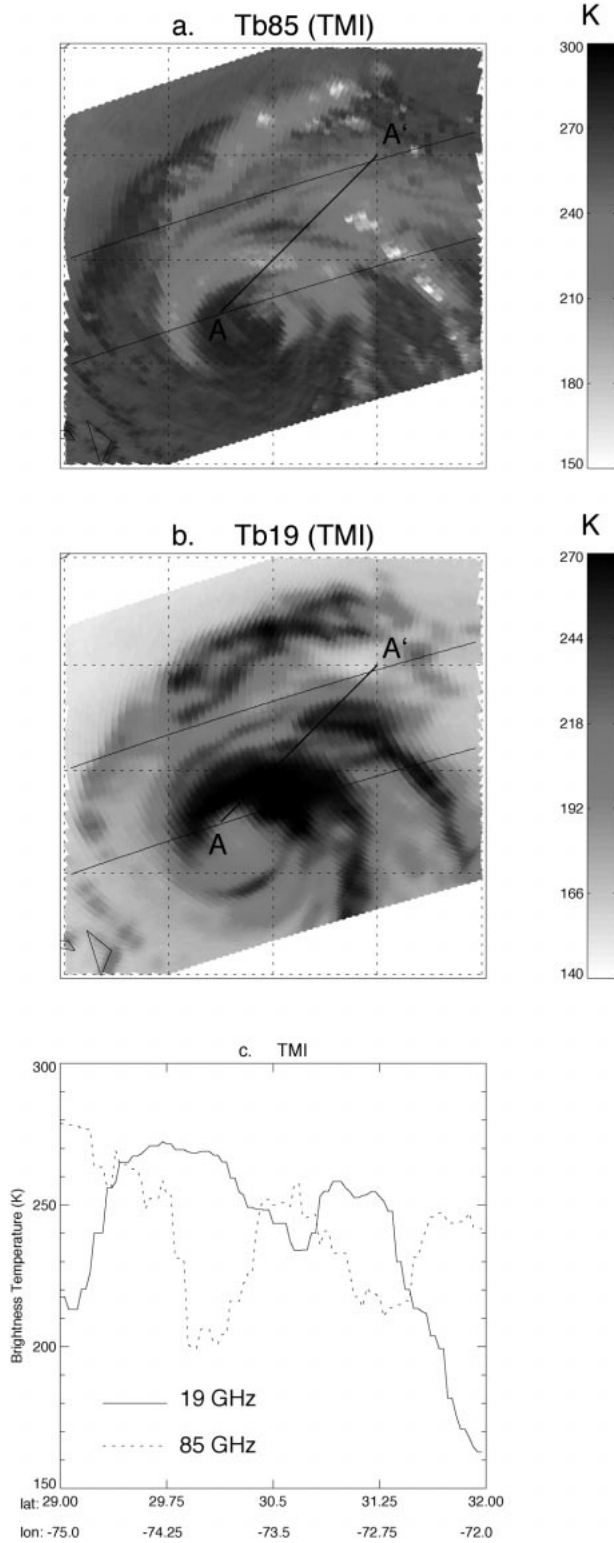 a. Tb85 (TMI)
K
300
270
240
210
180
150
A'
A
b. Tb19 (TMI)
K
270
244
218
192
166
140
A'
A
c. TMI
300
250
200
150
Brightness Temperature (K)
19 GHz
85 GHz
lat: 29.00 29.75 30.5 31.25 32.00
lon: -75.0 -74.25 -73.5 -72.75 -72.0